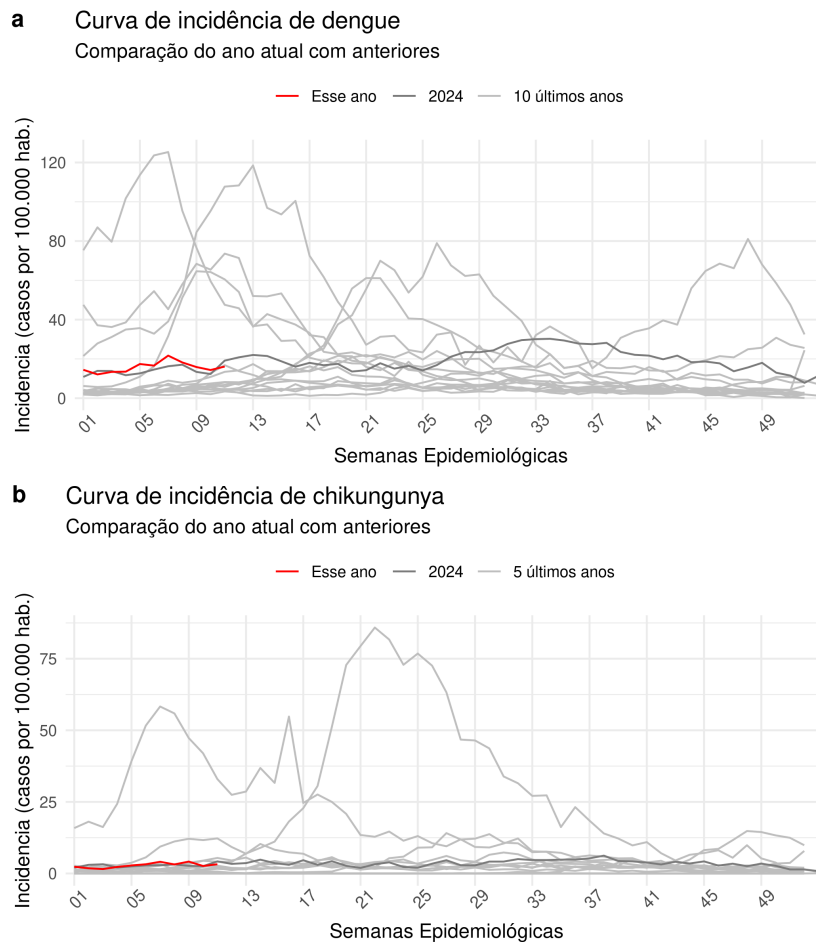 a
Curva de incidência de dengue
Comparação do ano atual com anteriores
Esse ano 2024 10 últimos anos
Incidencia (casos por 100.000 hab.)
120
80
40
0
01 05 09 13 17 21 25 29 33 37 41 45 49
Semanas Epidemiológicas
b
Curva de incidência de chikungunya
Comparação do ano atual com anteriores
Esse ano 2024 5 últimos anos
Incidencia (casos por 100.000 hab.)
75
50
25
0
01 05 09 13 17 21 25 29 33 37 41 45 49
Semanas Epidemiológicas